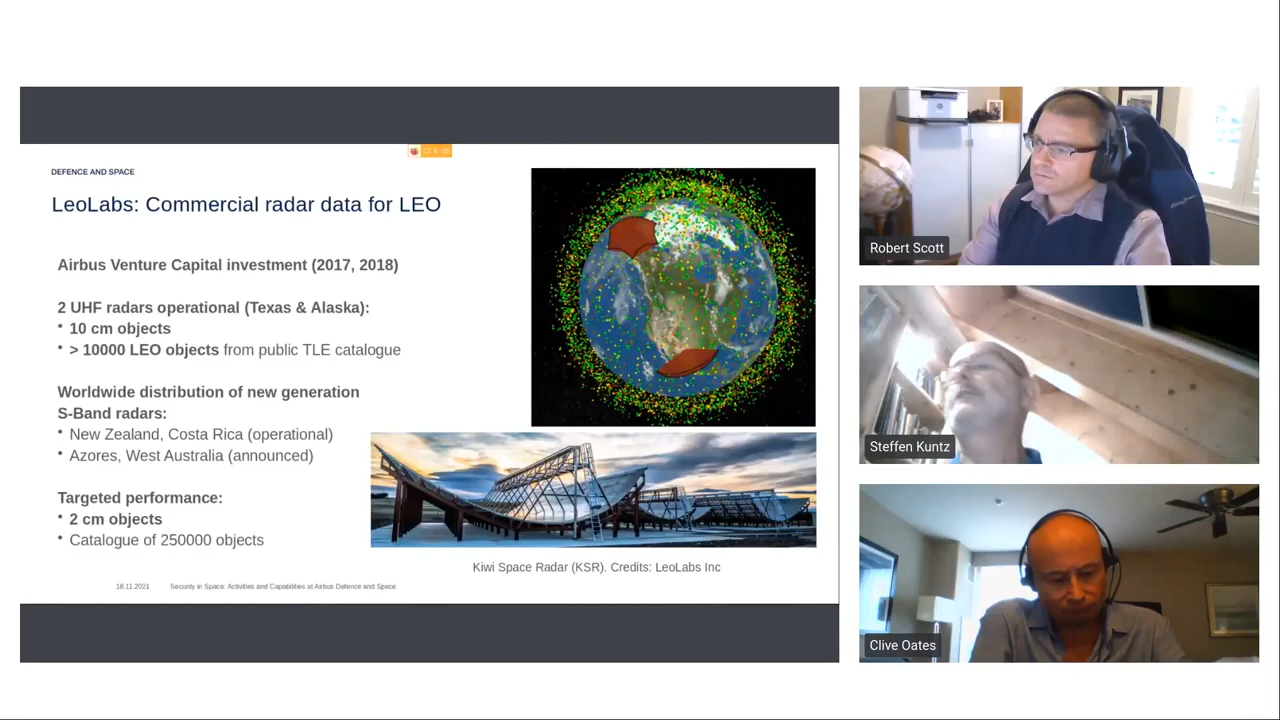 DEFENCE AND SPACE
LeoLabs: Commercial radar data for LEO
Airbus Venture Capital investment (2017, 2018)
2 UHF radars operational (Texas & Alaska):
• 10 cm objects
• > 10000 LEO objects from public TLE catalogue
Worldwide distribution of new generation
S-Band radars:
• New Zealand, Costa Rica (operational)
• Azores, West Australia (announced)
Targeted performance:
• 2 cm objects
• Catalogue of 250000 objects
Kiwi Space Radar (KSR). Credits: LeoLabs Inc
18.11.2021 Security in Space: Activities and Capabilities at Airbus Defence and Space
Robert Scott
Steffen Kuntz
Clive Oates